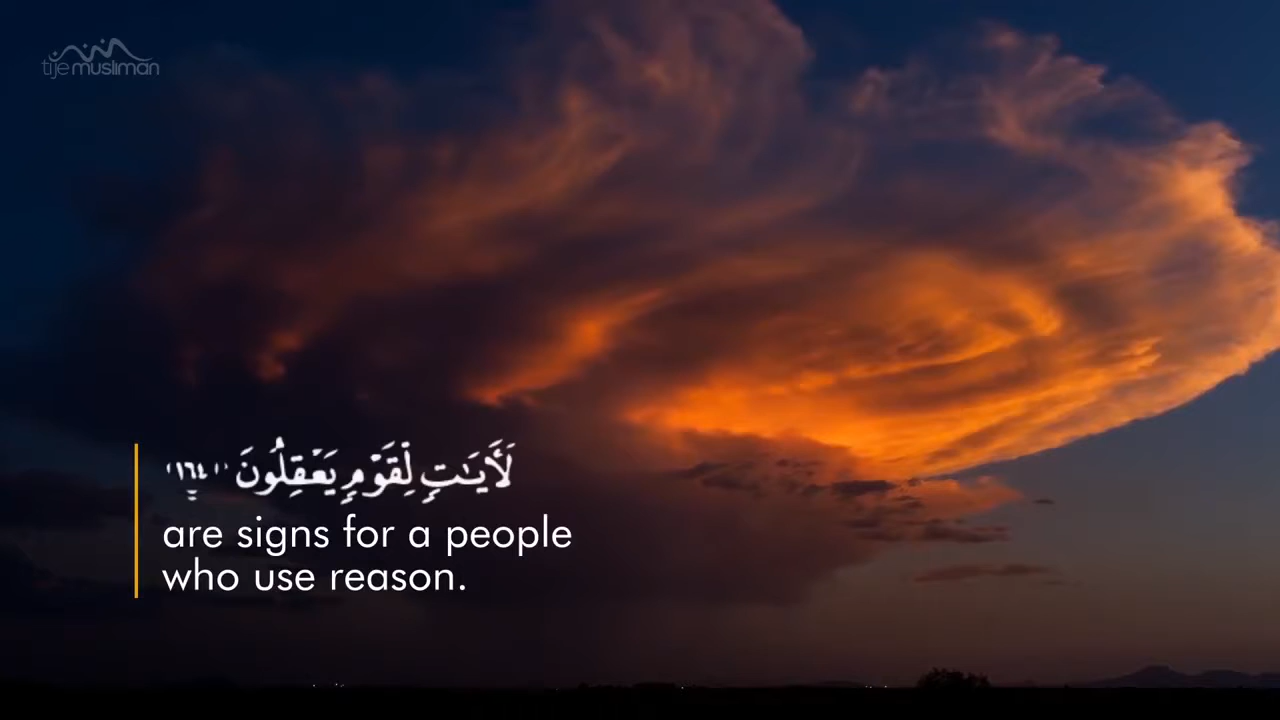 tijemusliman
لَأٓيَٰتٖ لِّقَوۡمٖ يَعۡقِلُونَ ١٦٤
are signs for a people
who use reason.